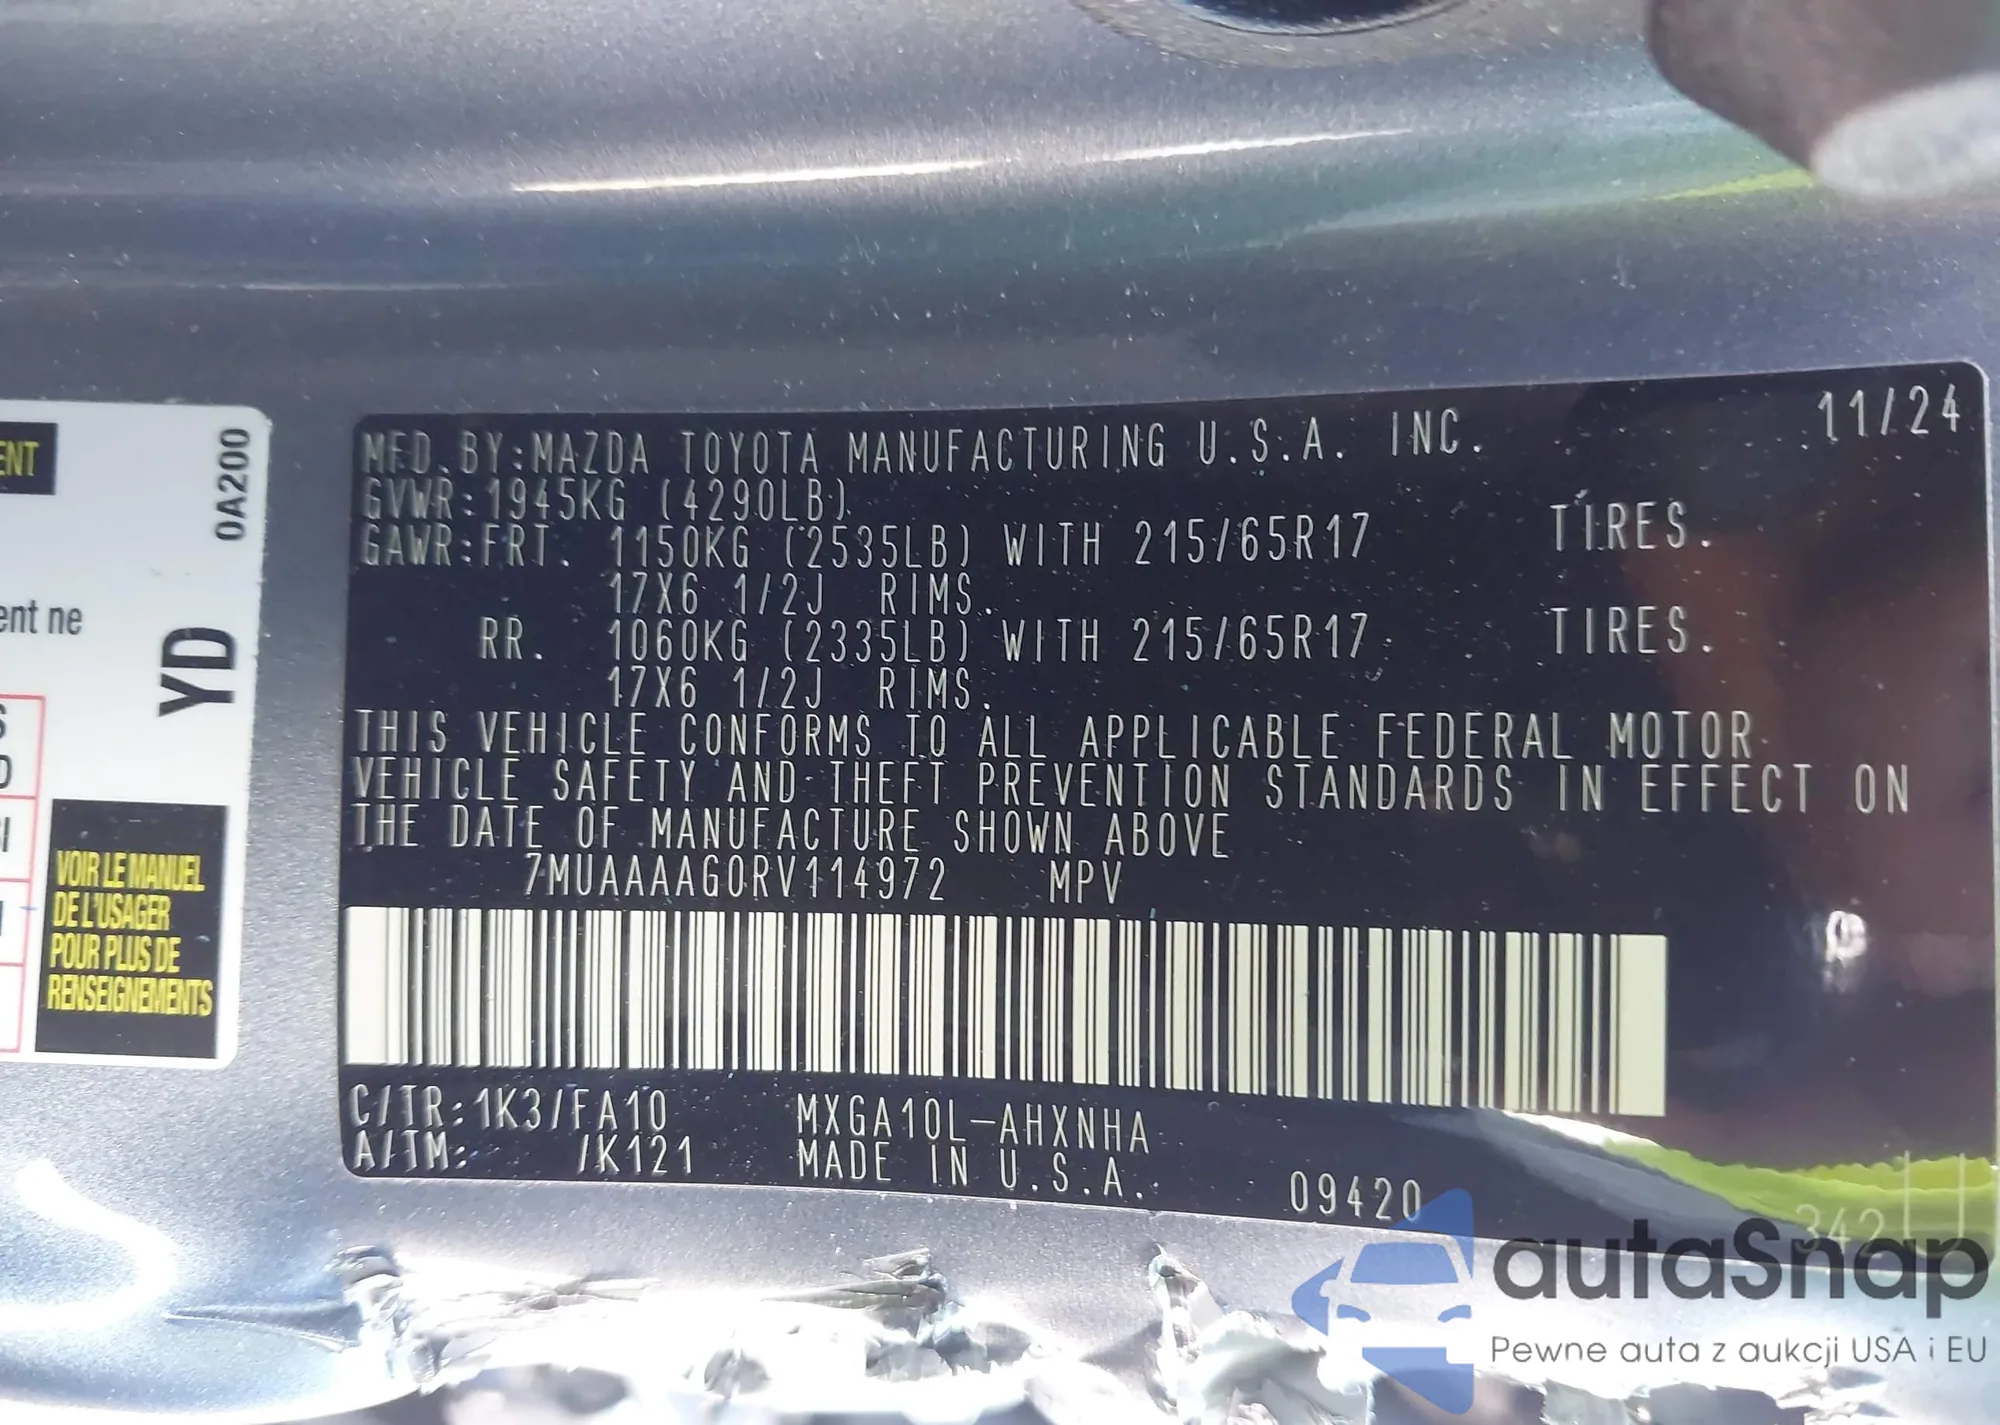 ENT
0A200
ent ne
YD
VOIR LE MANUEL
DE L'USAGER
POUR PLUS DE
RENSEIGNEMENTS
11/24
MFD.BY:MAZDA TOYOTA MANUFACTURING U.S.A. INC.
GVWR:1945KG (4290LB)
GAWR:FRT. 1150KG (2535LB) WITH 215/65R17 TIRES.
17X6 1/2J RIMS.
RR. 1060KG (2335LB) WITH 215/65R17 TIRES.
17X6 1/2J RIMS.
THIS VEHICLE CONFORMS TO ALL APPLICABLE FEDERAL MOTOR
VEHICLE SAFETY AND THEFT PREVENTION STANDARDS IN EFFECT ON
THE DATE OF MANUFACTURE SHOWN ABOVE
7MUAAAAG0RV114972 MPV
C/TR:1K3/FA10 MXGA10L-AHXNHA
A/TM: /K121 MADE IN U.S.A.
09420
342
autaSnap
Pewne auta z aukcji USA i EU